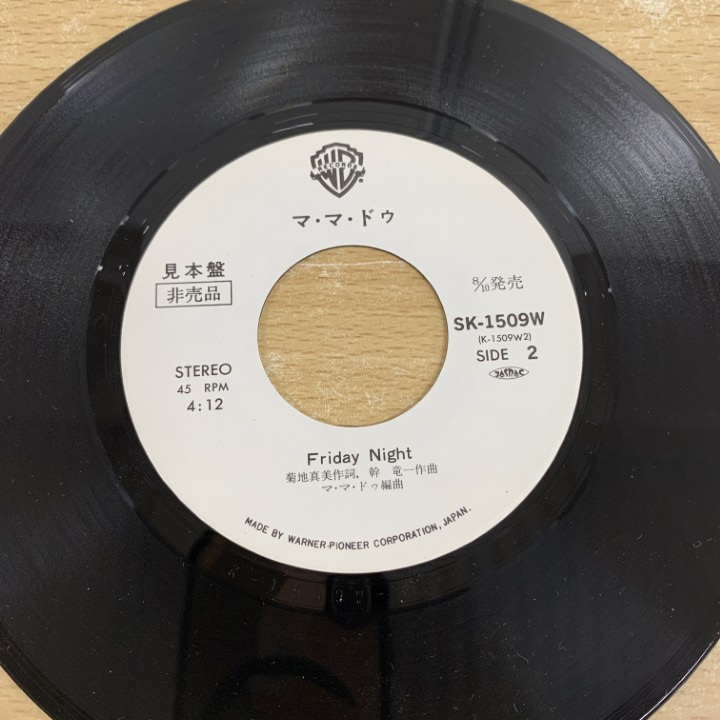 RECORDS
マ・マ・ドゥ
見本盤
非売品
8/10発売
SK-1509W
(K-1509W2)
SIDE 2
STEREO
45 RPM
4:12
Friday Night
菊地真美作詞, 幹 竜一作曲
マ・マ・ドゥ編曲
MADE BY WARNER-PIONEER CORPORATION, JAPAN.